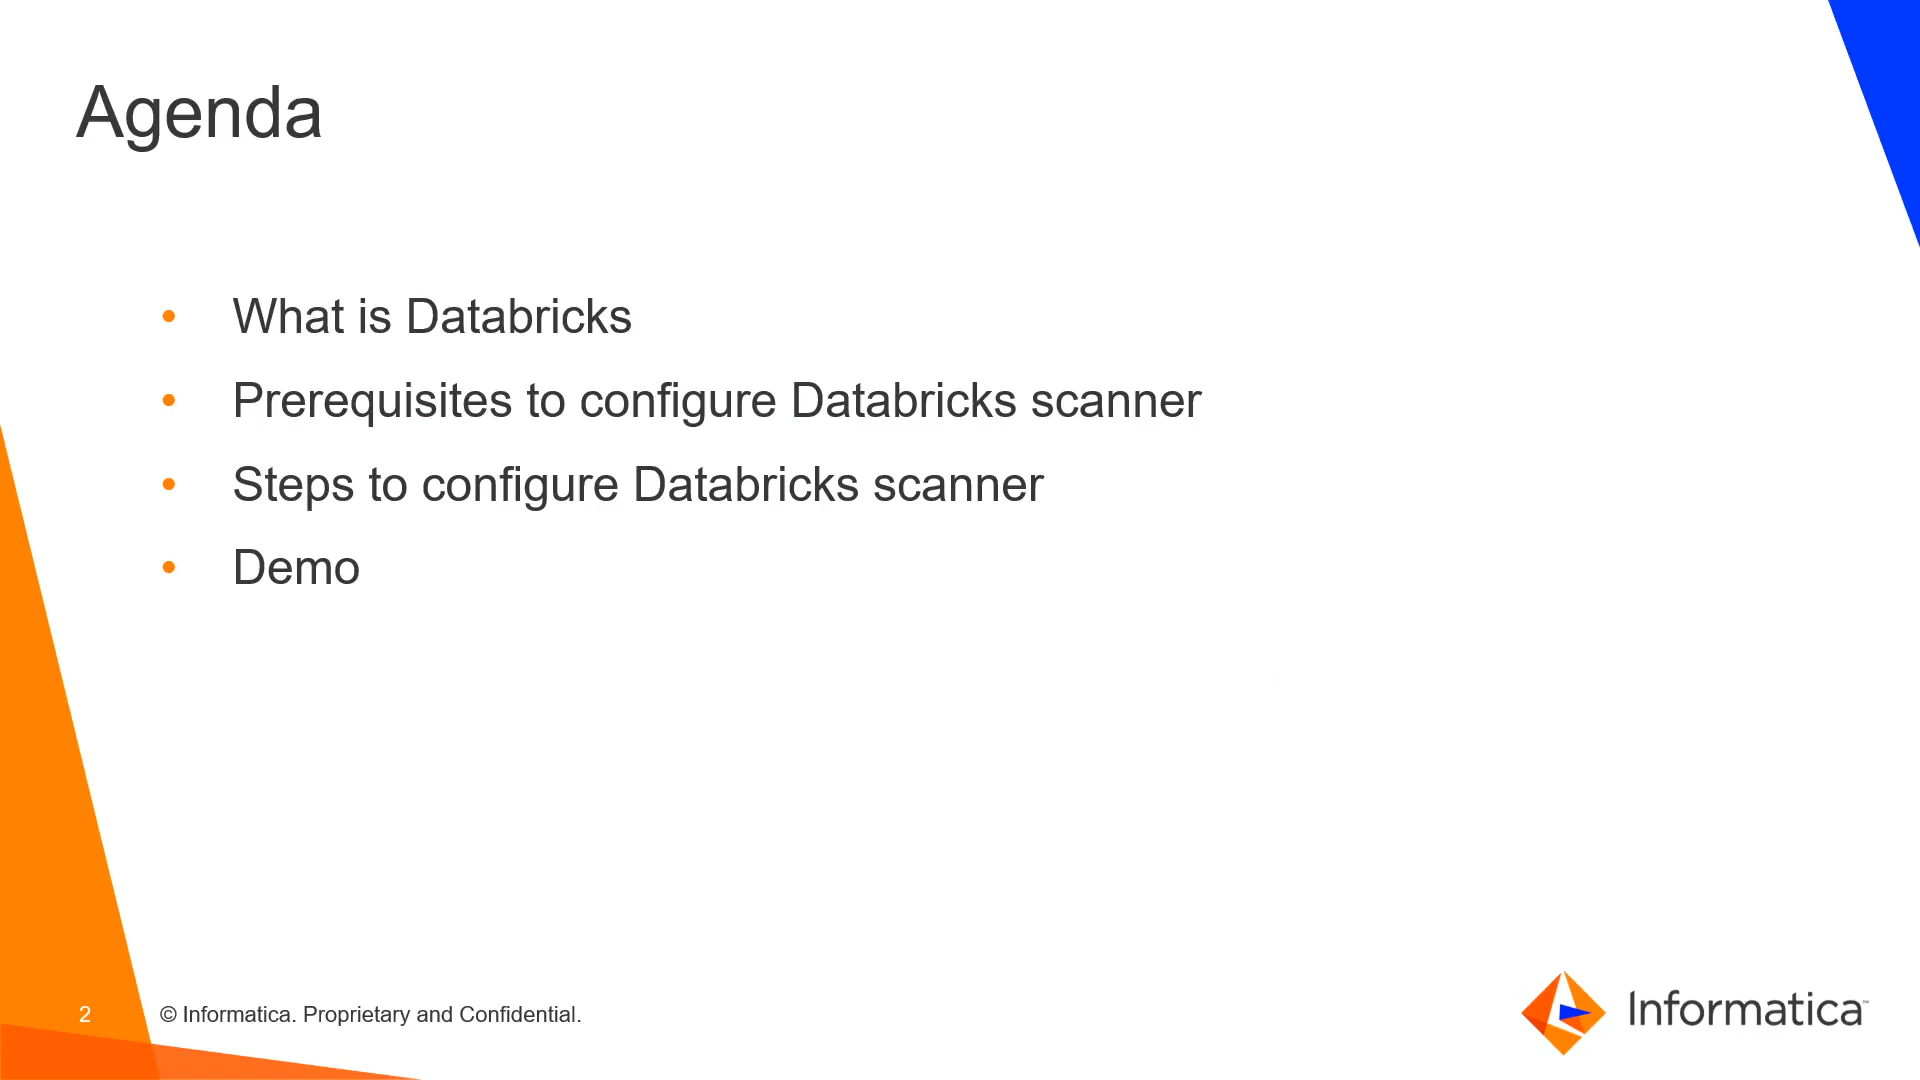 Agenda
• What is Databricks
• Prerequisites to configure Databricks scanner
• Steps to configure Databricks scanner
• Demo
2
© Informatica. Proprietary and Confidential.
Informatica™